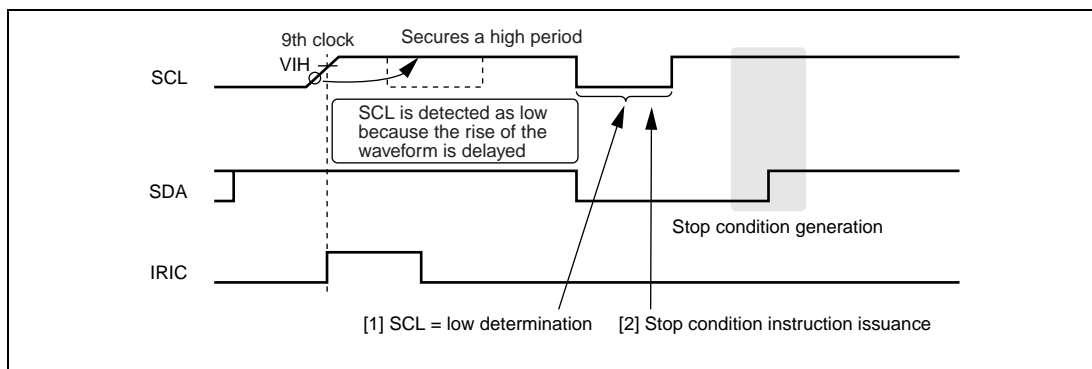 9th clock
Secures a high period
VIH
SCL
SCL is detected as low
because the rise of the
waveform is delayed
SDA
Stop condition generation
IRIC
[1] SCL = low determination
[2] Stop condition instruction issuance